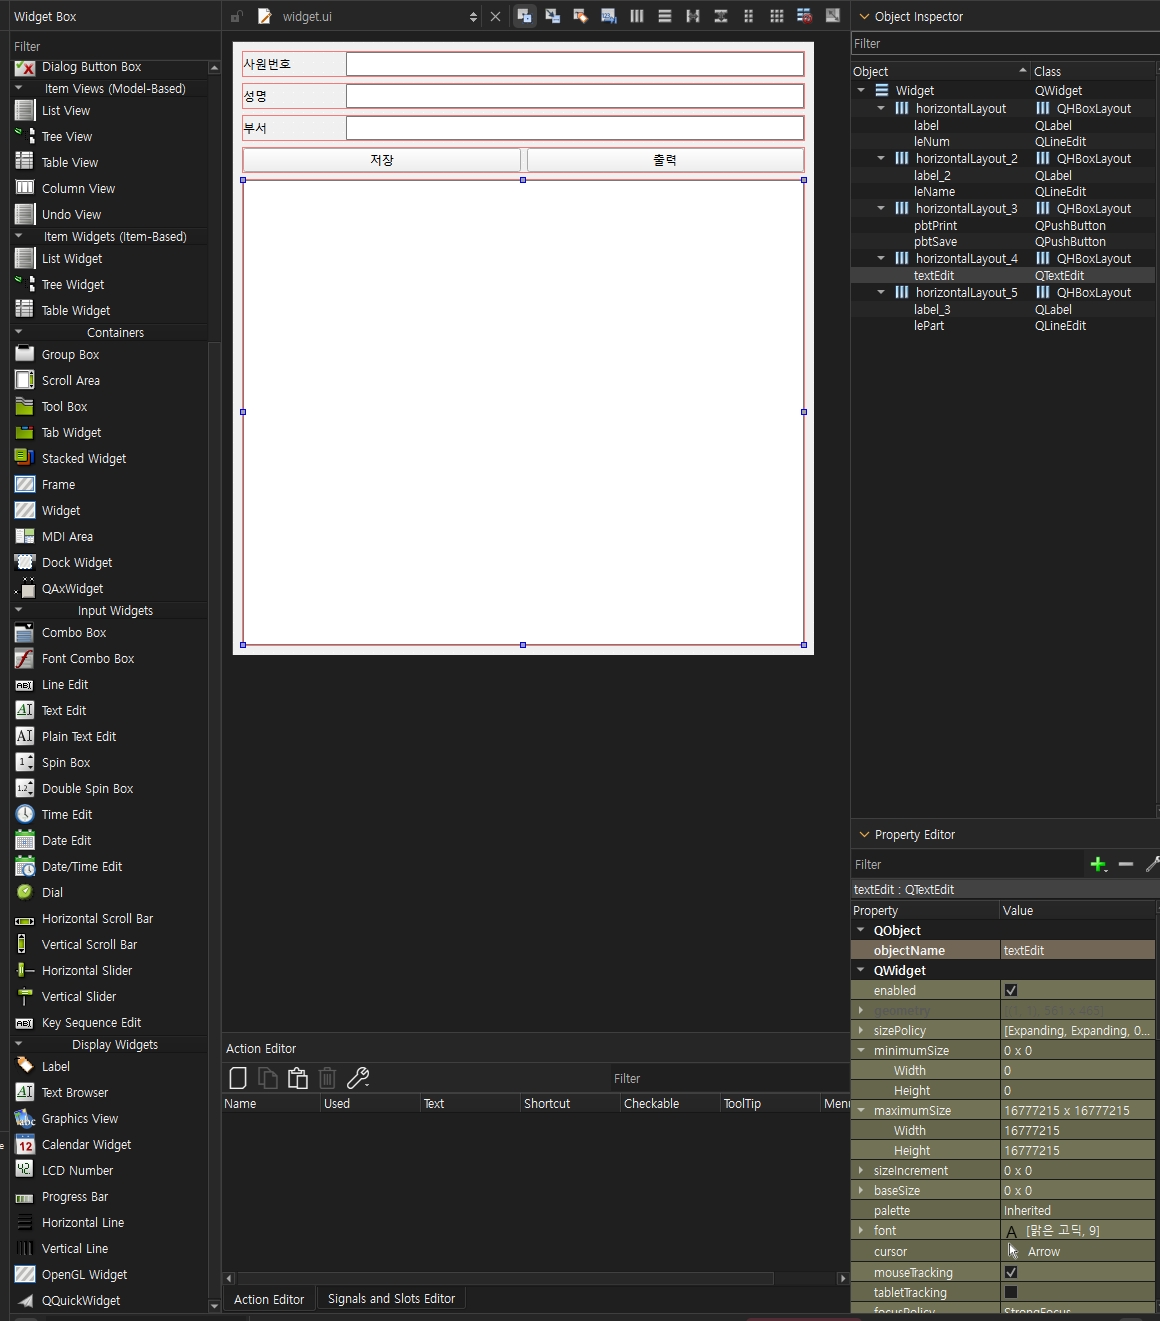 Widget Box
Filter
Dialog Button Box
Item Views (Model-Based)
List View
Tree View
Table View
Column View
Undo View
Item Widgets (Item-Based)
List Widget
Tree Widget
Table Widget
Containers
Group Box
Scroll Area
Tool Box
Tab Widget
Stacked Widget
Frame
Widget
MDI Area
Dock Widget
QAxWidget
Input Widgets
Combo Box
Font Combo Box
Line Edit
Text Edit
Plain Text Edit
Spin Box
Double Spin Box
Time Edit
Date Edit
Date/Time Edit
Dial
Horizontal Scroll Bar
Vertical Scroll Bar
Horizontal Slider
Vertical Slider
Key Sequence Edit
Display Widgets
Label
Text Browser
Graphics View
Calendar Widget
LCD Number
Progress Bar
Horizontal Line
Vertical Line
OpenGL Widget
QQuickWidget
widget.ui
사원번호
성명
부서
저장 출력
Action Editor
Filter
Name Used Text Shortcut Checkable ToolTip Menu
Action Editor Signals and Slots Editor
Object Inspector
Filter
Object Class
Widget QWidget
horizontalLayout QHBoxLayout
label QLabel
leNum QLineEdit
horizontalLayout_2 QHBoxLayout
label_2 QLabel
leName QLineEdit
horizontalLayout_3 QHBoxLayout
pbtPrint QPushButton
pbtSave QPushButton
horizontalLayout_4 QHBoxLayout
textEdit QTextEdit
horizontalLayout_5 QHBoxLayout
label_3 QLabel
lePart QLineEdit
Property Editor
Filter
textEdit : QTextEdit
Property Value
QObject
objectName textEdit
QWidget
enabled
geometry
sizePolicy [Expanding, Expanding, 0...
minimumSize 0 x 0
Width 0
Height 0
maximumSize 16777215 x 16777215
Width 16777215
Height 16777215
sizeIncrement 0 x 0
baseSize 0 x 0
palette Inherited
font A [맑은 고딕, 9]
cursor Arrow
mouseTracking
tabletTracking
focusPolicy StrongFocus